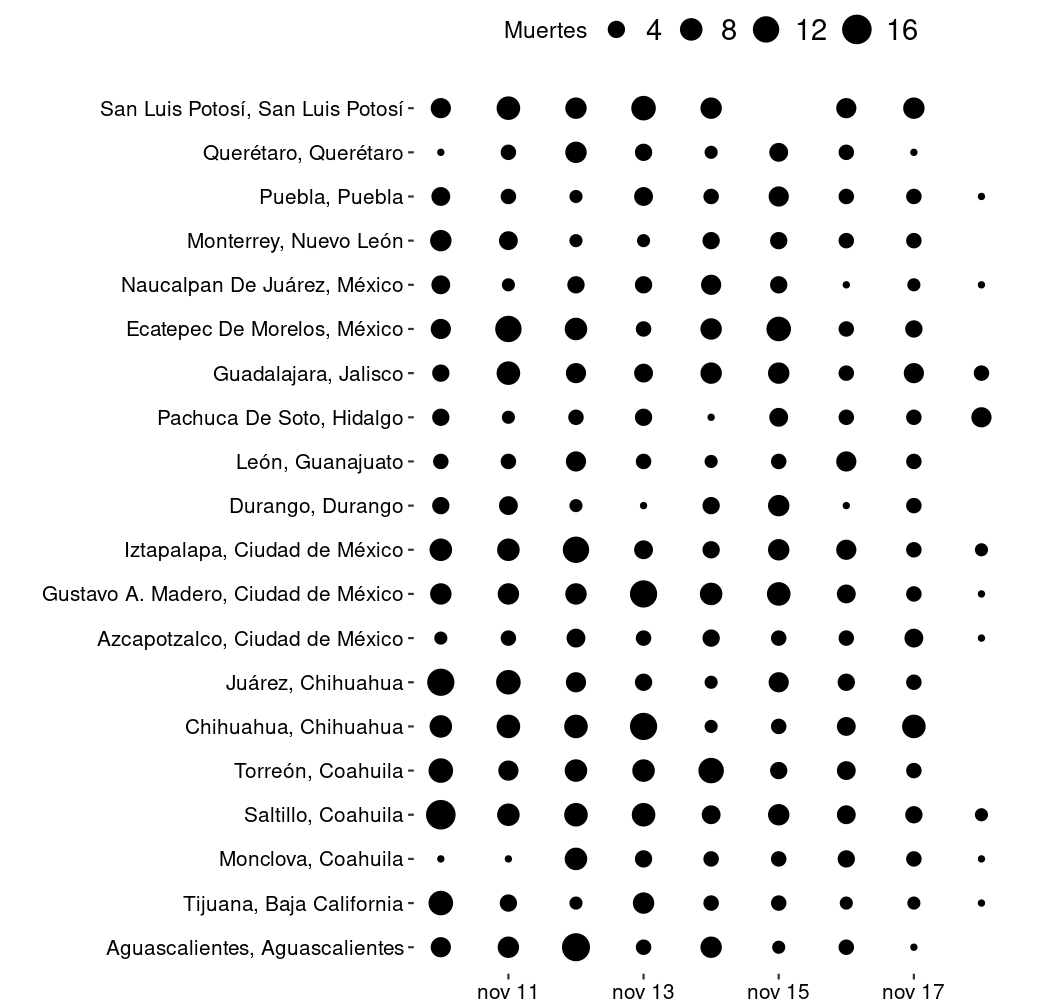 Muertes 4 8 12 16
San Luis Potosí, San Luis Potosí
Querétaro, Querétaro
Puebla, Puebla
Monterrey, Nuevo León
Naucalpan De Juárez, México
Ecatepec De Morelos, México
Guadalajara, Jalisco
Pachuca De Soto, Hidalgo
León, Guanajuato
Durango, Durango
Iztapalapa, Ciudad de México
Gustavo A. Madero, Ciudad de México
Azcapotzalco, Ciudad de México
Juárez, Chihuahua
Chihuahua, Chihuahua
Torreón, Coahuila
Saltillo, Coahuila
Monclova, Coahuila
Tijuana, Baja California
Aguascalientes, Aguascalientes
nov 11 nov 13 nov 15 nov 17